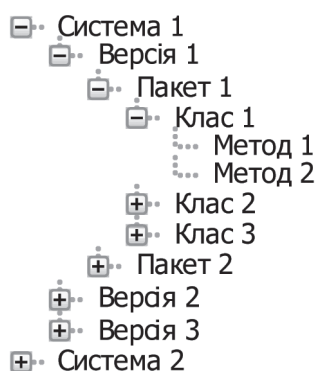 Система 1
Версія 1
Пакет 1
Клас 1
Метод 1
Метод 2
Клас 2
Клас 3
Пакет 2
Версія 2
Версія 3
Система 2